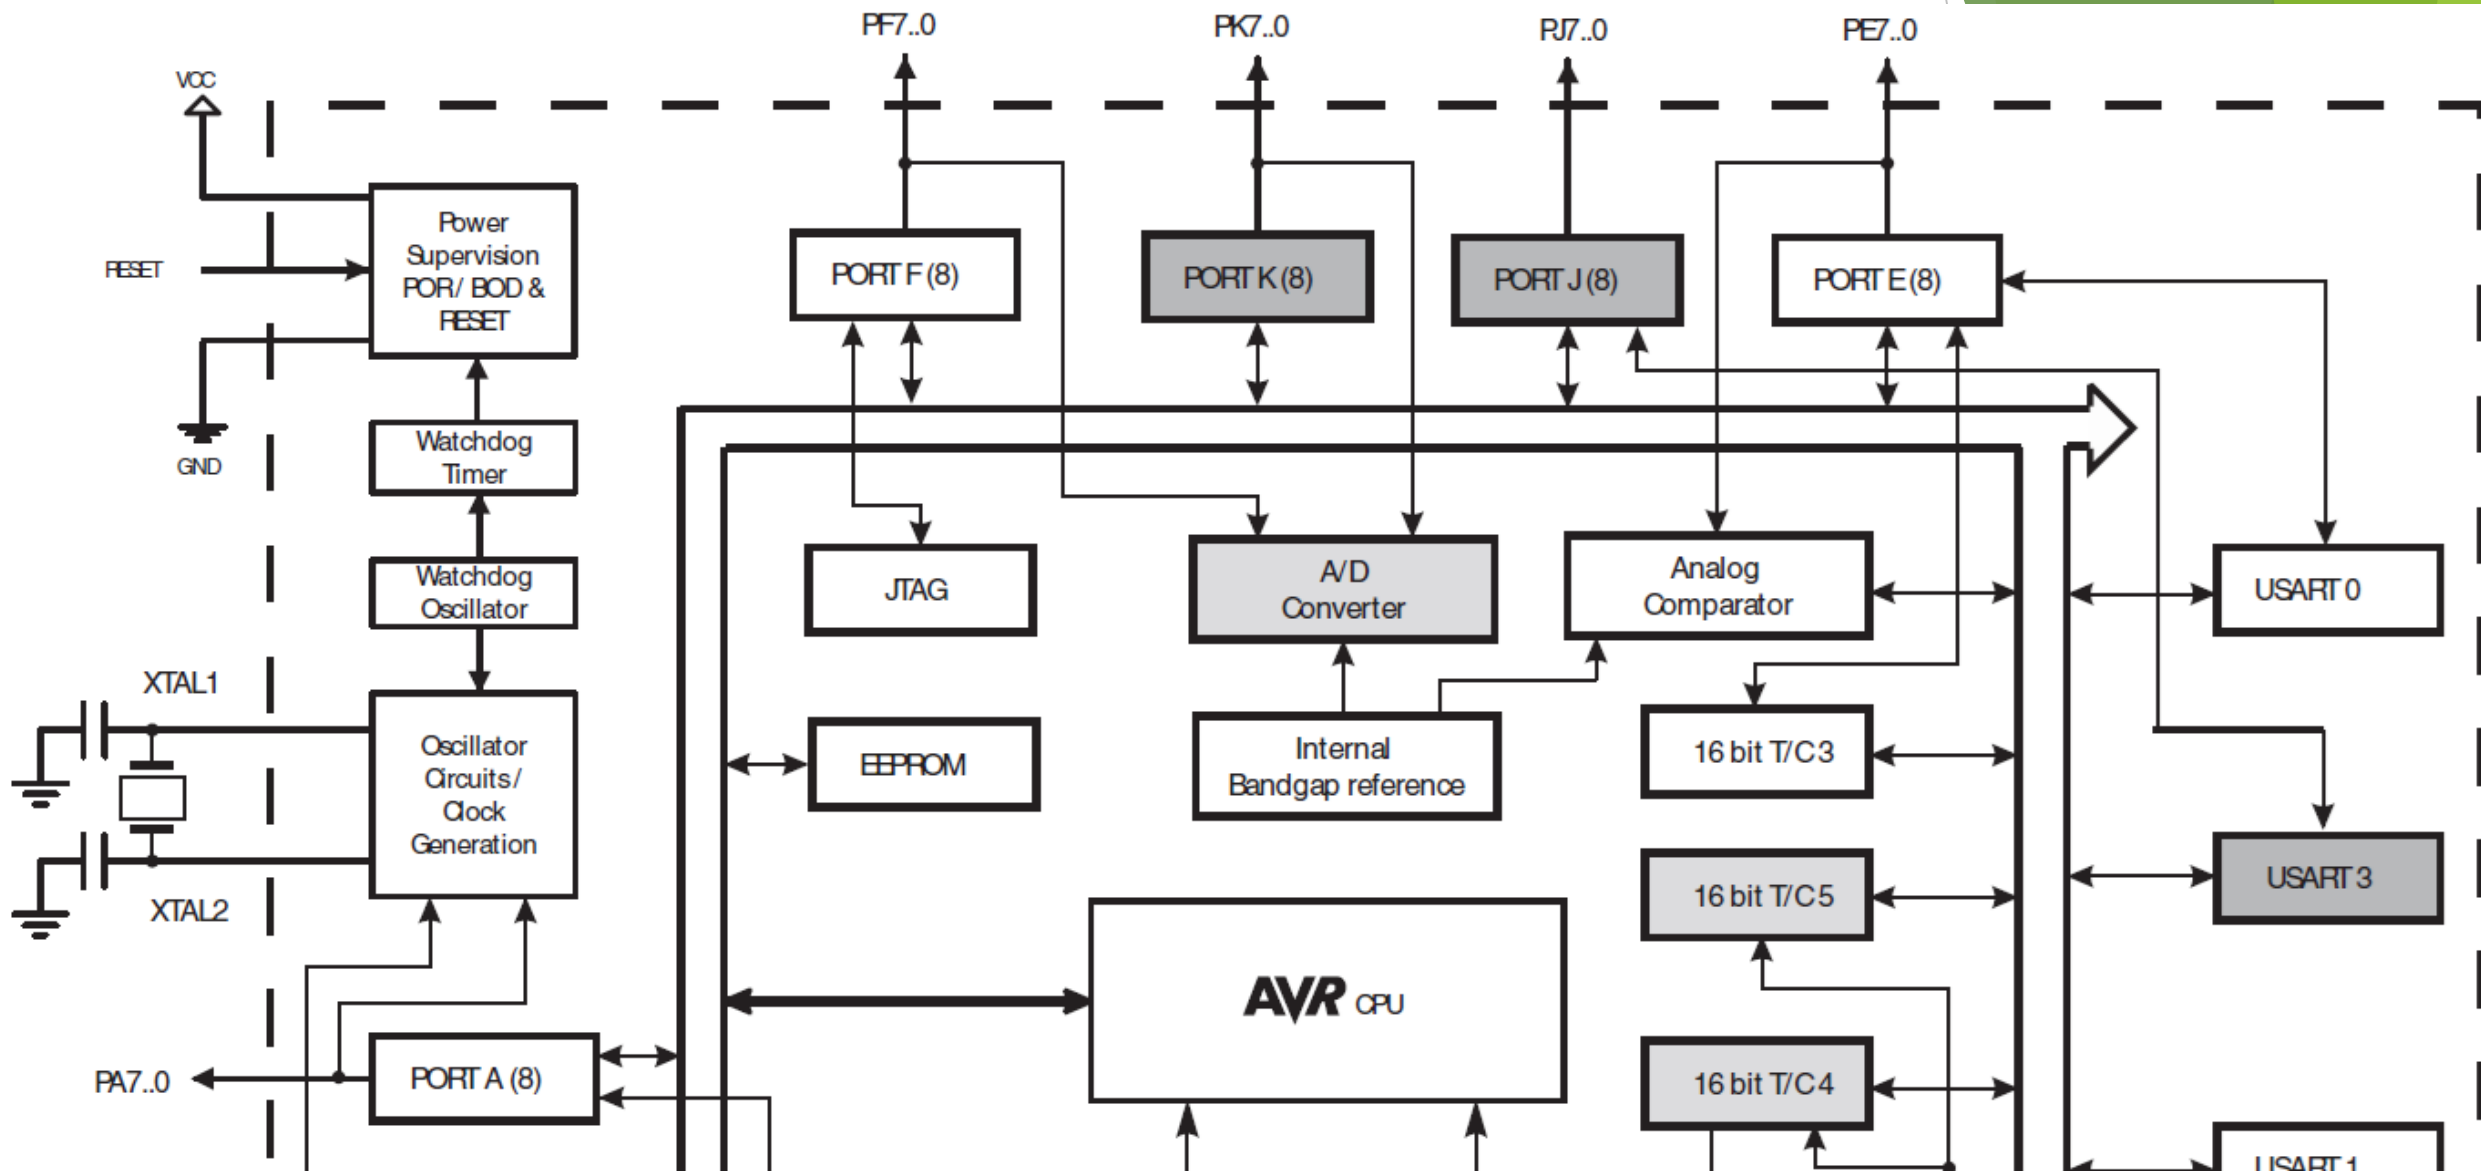 PF7..0
PK7..0
PJ7..0
PE7..0
VCC
Power
Supervision
POR / BOD &
RESET
RESET
GND
PORT F (8)
PORT K (8)
PORT J (8)
PORT E (8)
Watchdog
Timer
Watchdog
Oscillator
JTAG
A/D
Converter
Analog
Comparator
USART 0
XTAL1
XTAL2
Oscillator
Circuits /
Clock
Generation
EEPROM
Internal
Bandgap reference
16 bit T/C 3
16 bit T/C 5
USART 3
AVR CPU
PA7..0
PORT A (8)
16 bit T/C 4
USART 1